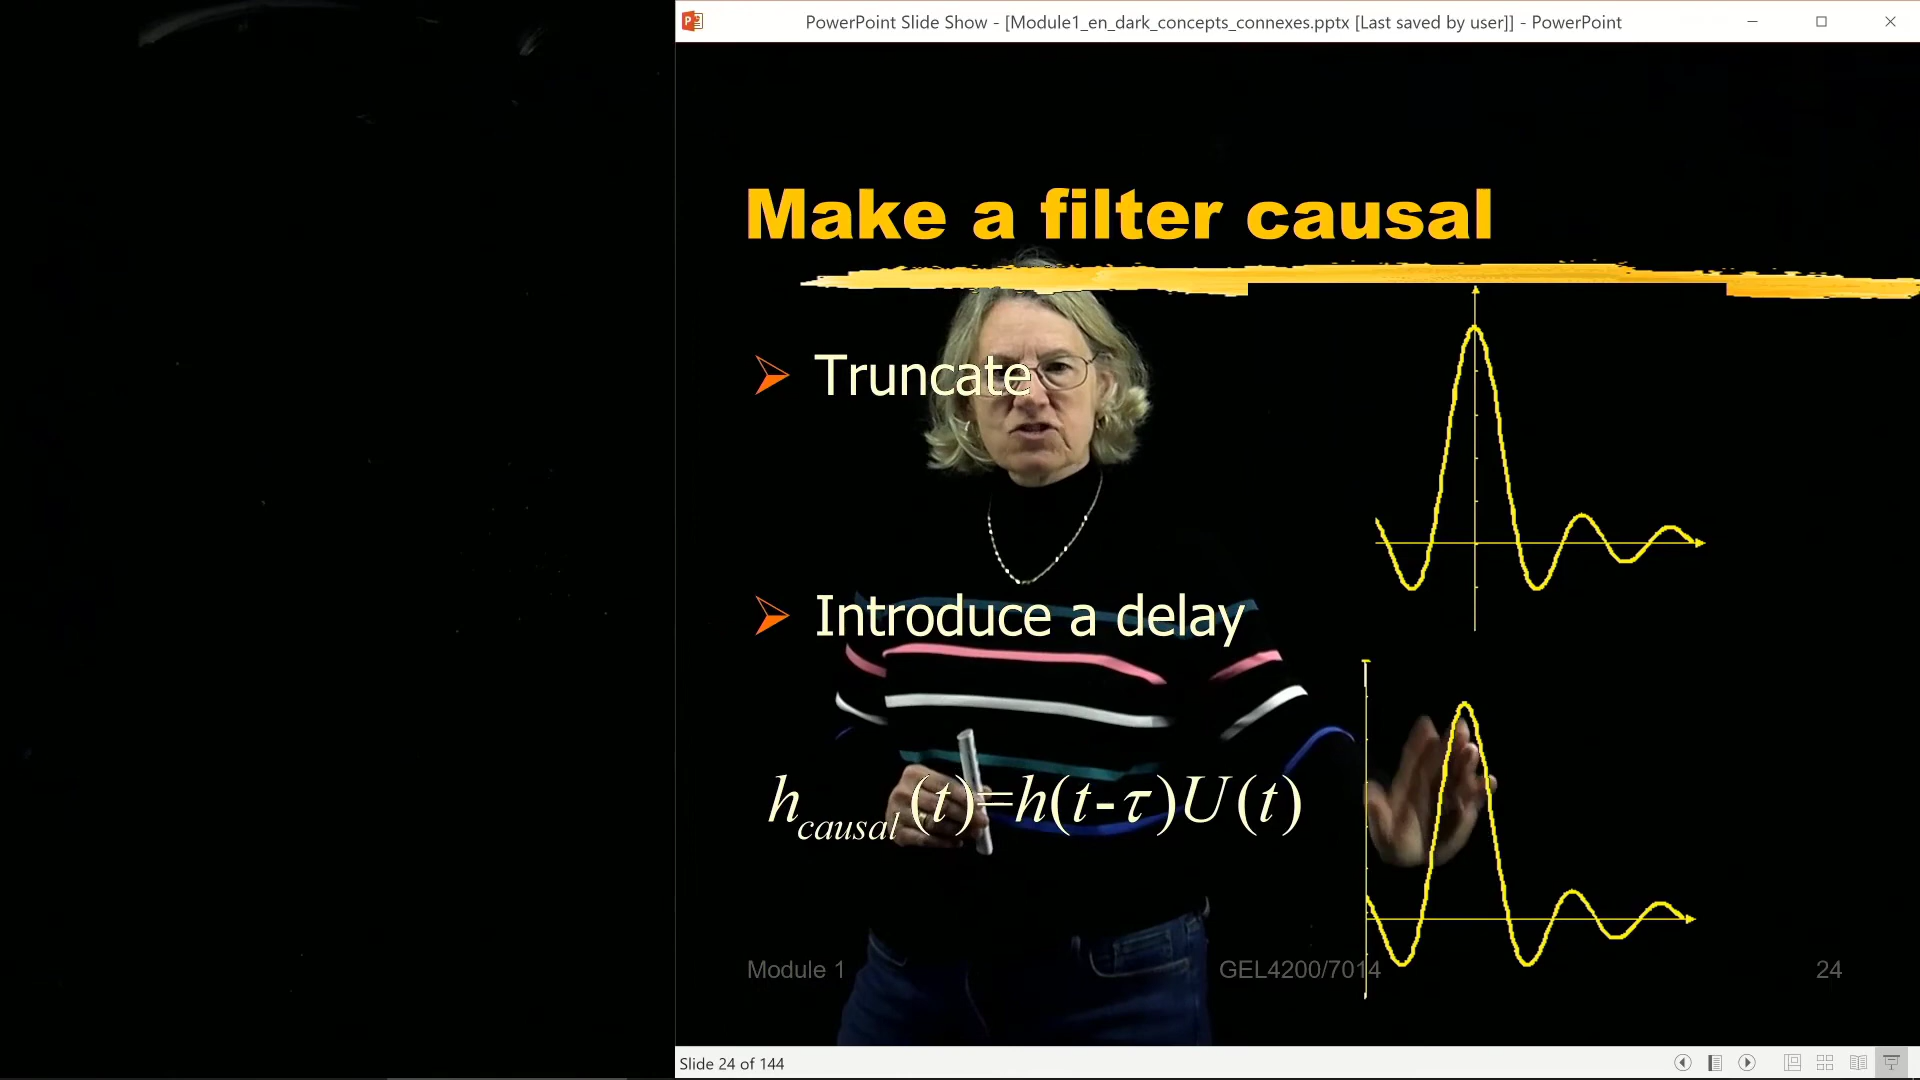 PowerPoint Slide Show - [Module1_en_dark_concepts_connexes.pptx [Last saved by user]] - PowerPoint
Make a filter causal
Truncate
Introduce a delay
h_causal(t)=h(t-τ)U(t)
Module 1
GEL4200/7014
24
Slide 24 of 144